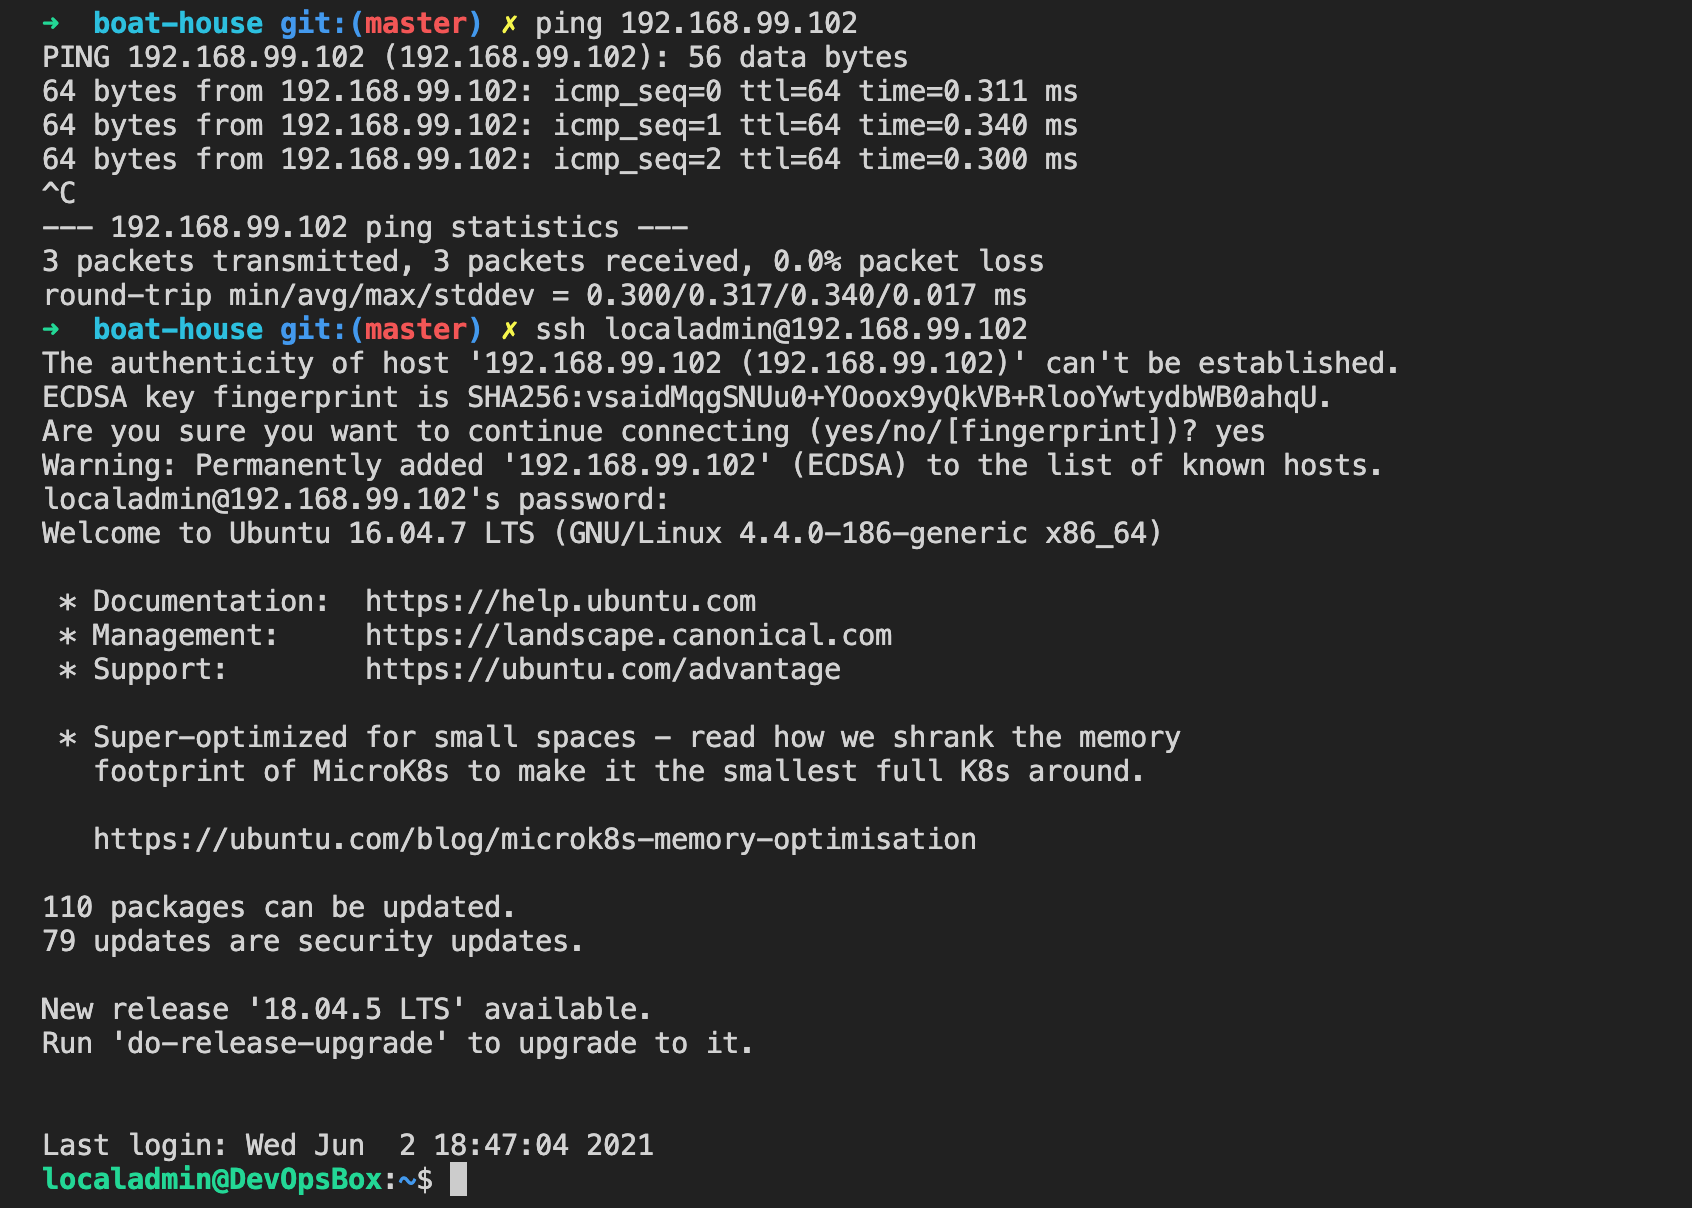 ➜  boat-house git:(master) ✗ ping 192.168.99.102
PING 192.168.99.102 (192.168.99.102): 56 data bytes
64 bytes from 192.168.99.102: icmp_seq=0 ttl=64 time=0.311 ms
64 bytes from 192.168.99.102: icmp_seq=1 ttl=64 time=0.340 ms
64 bytes from 192.168.99.102: icmp_seq=2 ttl=64 time=0.300 ms
^C
--- 192.168.99.102 ping statistics ---
3 packets transmitted, 3 packets received, 0.0% packet loss
round-trip min/avg/max/stddev = 0.300/0.317/0.340/0.017 ms
➜  boat-house git:(master) ✗ ssh localadmin@192.168.99.102
The authenticity of host '192.168.99.102 (192.168.99.102)' can't be established.
ECDSA key fingerprint is SHA256:vsaidMqgSNUu0+YOoox9yQkVB+RlooYwtydbWB0ahqU.
Are you sure you want to continue connecting (yes/no/[fingerprint])? yes
Warning: Permanently added '192.168.99.102' (ECDSA) to the list of known hosts.
localadmin@192.168.99.102's password:
Welcome to Ubuntu 16.04.7 LTS (GNU/Linux 4.4.0-186-generic x86_64)

 * Documentation:  https://help.ubuntu.com
 * Management:     https://landscape.canonical.com
 * Support:        https://ubuntu.com/advantage

 * Super-optimized for small spaces - read how we shrank the memory
   footprint of MicroK8s to make it the smallest full K8s around.

   https://ubuntu.com/blog/microk8s-memory-optimisation

110 packages can be updated.
79 updates are security updates.

New release '18.04.5 LTS' available.
Run 'do-release-upgrade' to upgrade to it.


Last login: Wed Jun  2 18:47:04 2021
localadmin@DevOpsBox:~$